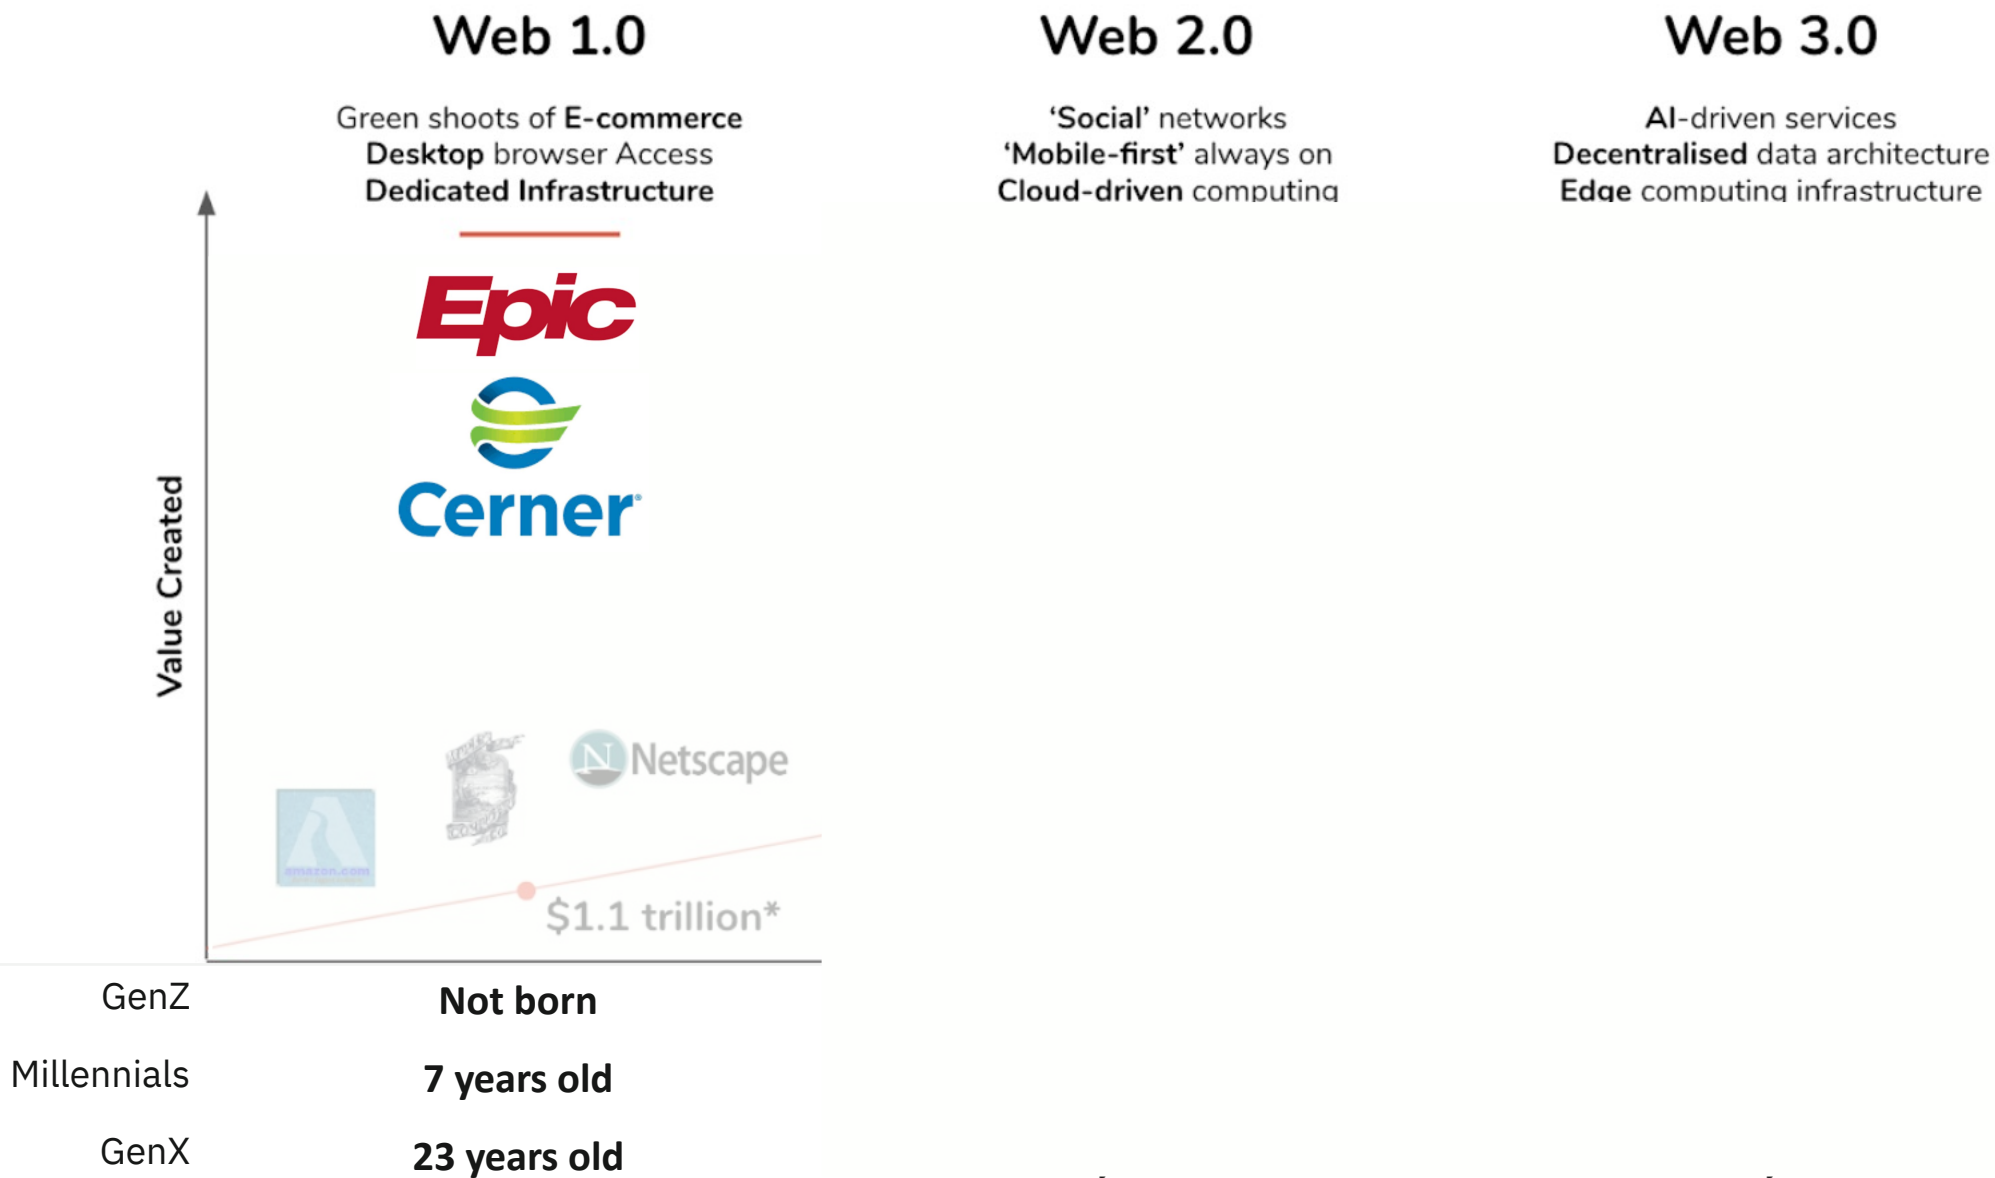 Web 1.0
Green shoots of E-commerce
Desktop browser Access
Dedicated Infrastructure
Web 2.0
‘Social’ networks
‘Mobile-first’ always on
Cloud-driven computing
Web 3.0
AI-driven services
Decentralised data architecture
Edge computing infrastructure
Epic
Cerner®
Value Created
N Netscape
amazon.com
$1.1 trillion*
GenZ
Not born
Millennials
7 years old
GenX
23 years old